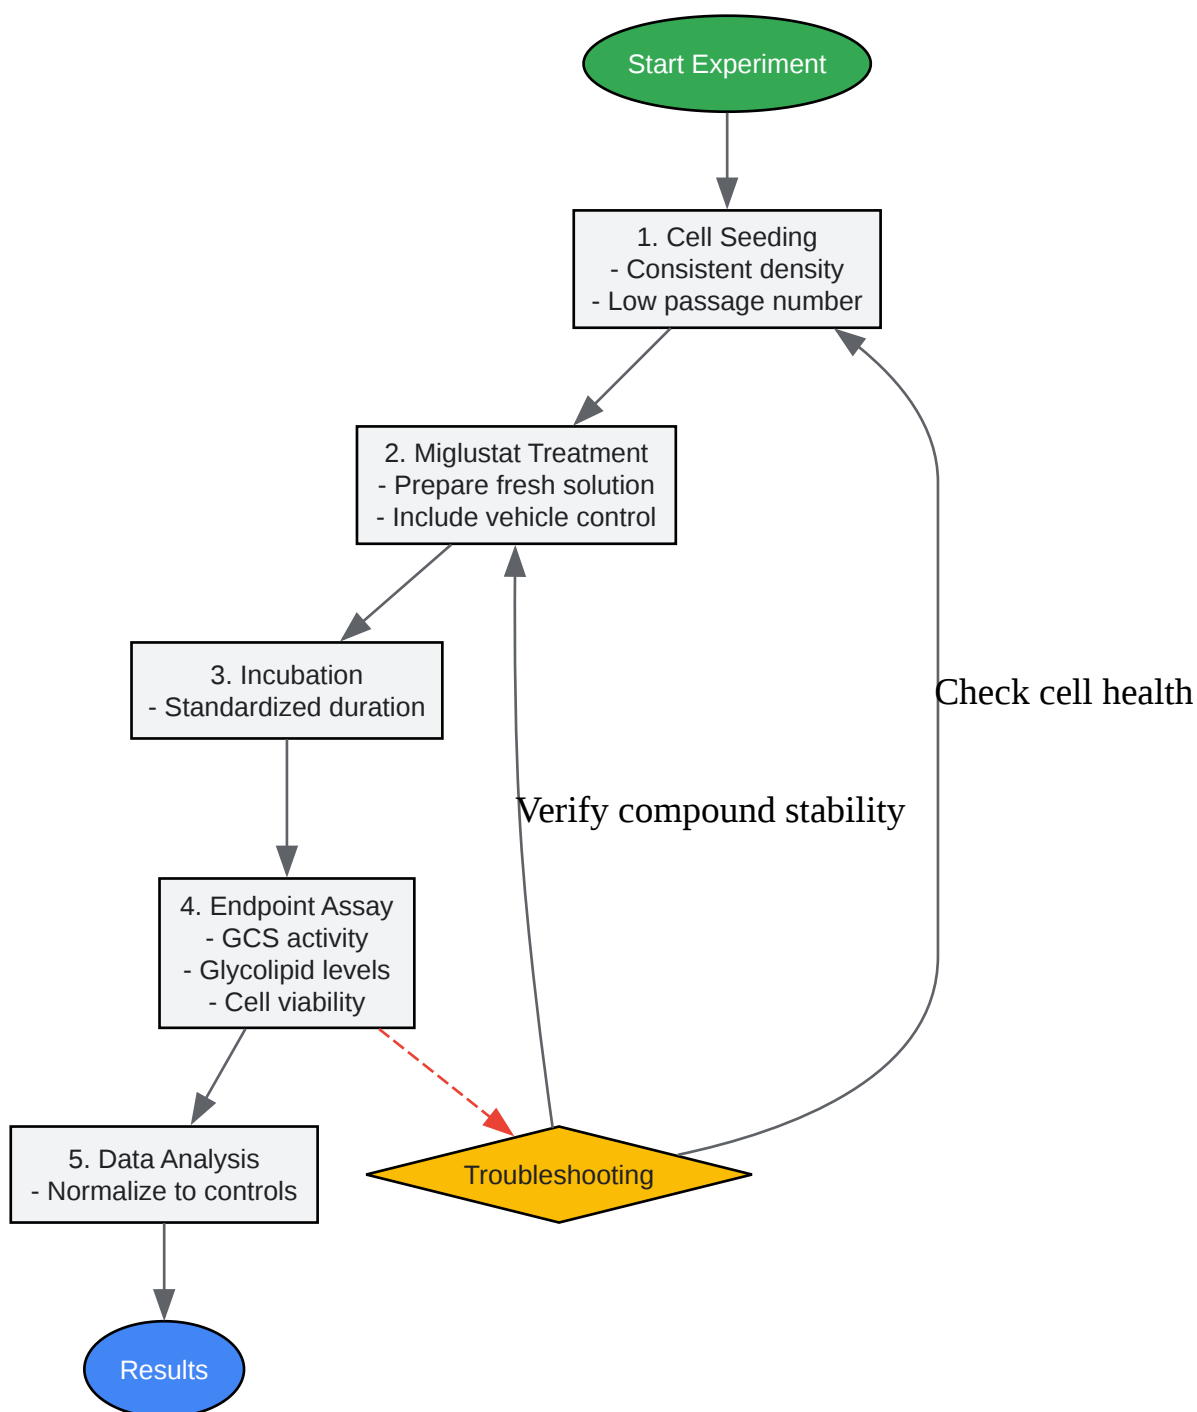 Start Experiment
1. Cell Seeding
- Consistent density
- Low passage number
2. Miglustat Treatment
- Prepare fresh solution
- Include vehicle control
3. Incubation
- Standardized duration
Check cell health
Verify compound stability
4. Endpoint Assay
- GCS activity
- Glycolipid levels
- Cell viability
5. Data Analysis
- Normalize to controls
Troubleshooting
Results